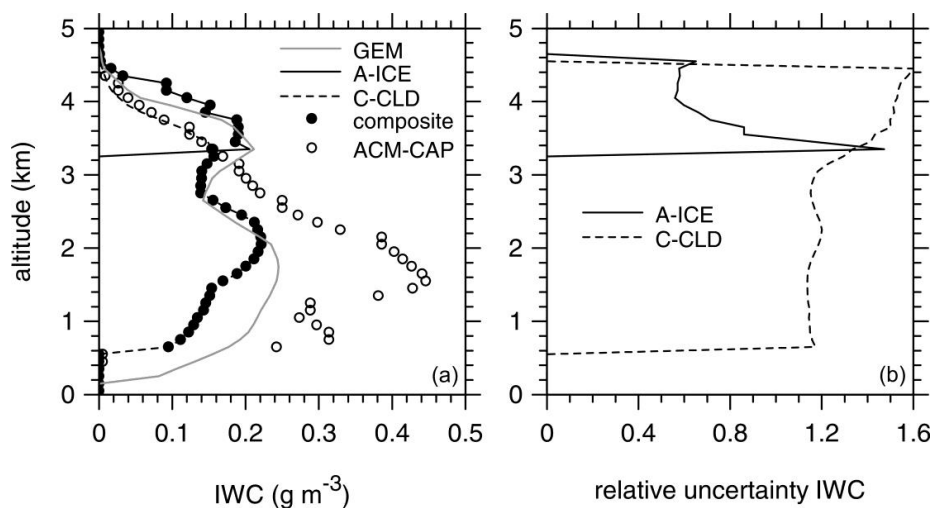 5
4
3
2
1
0
altitude (km)
GEM
A-ICE
C-CLD
composite
ACM-CAP
(a)
0 0.1 0.2 0.3 0.4 0.5
IWC (g m⁻³)
5
4
3
2
1
0
A-ICE
C-CLD
(b)
0 0.4 0.8 1.2 1.6
relative uncertainty IWC